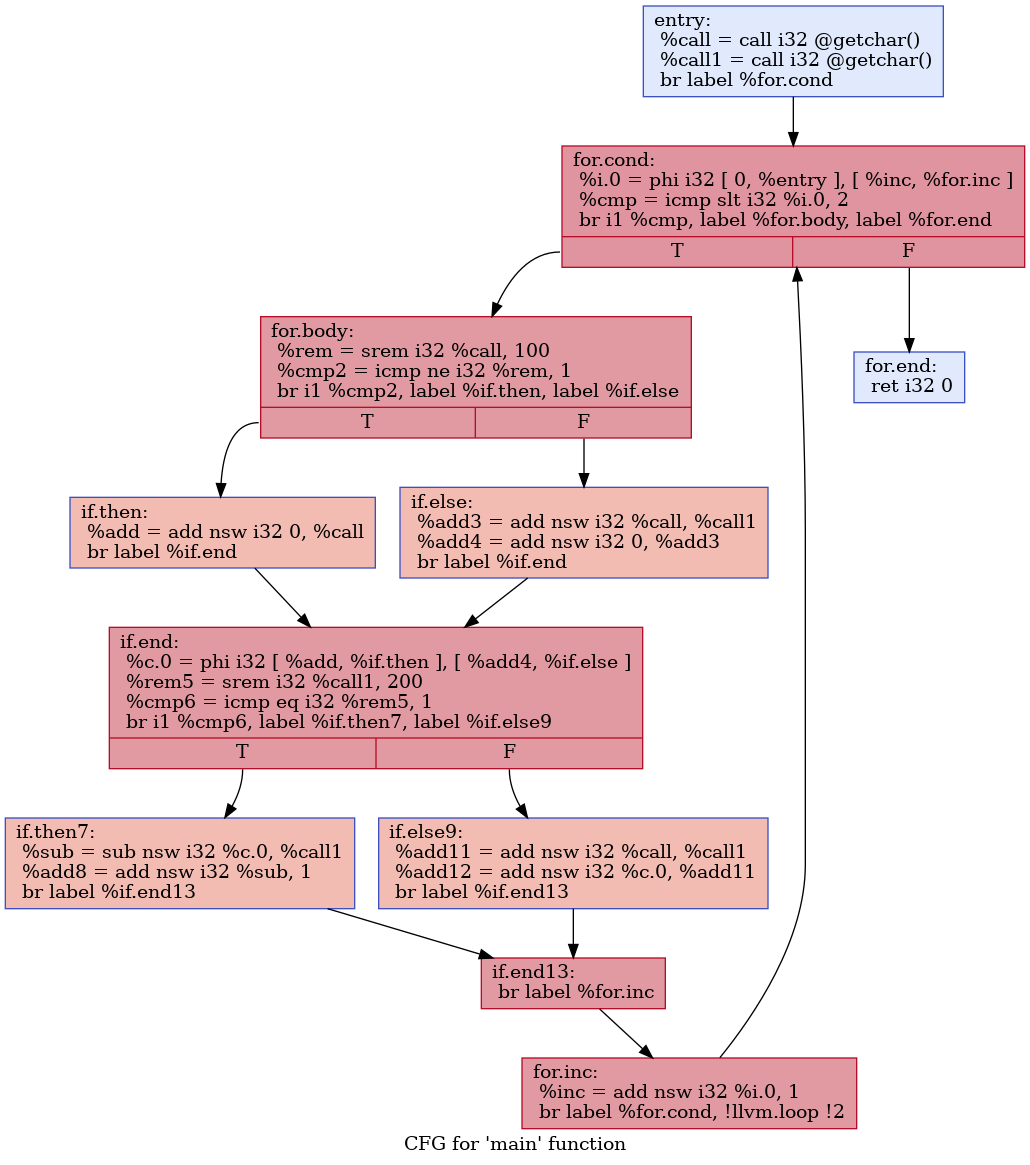 entry:
%call = call i32 @getchar()
%call1 = call i32 @getchar()
br label %for.cond
for.cond:
%i.0 = phi i32 [ 0, %entry ], [ %inc, %for.inc ]
%cmp = icmp slt i32 %i.0, 2
br i1 %cmp, label %for.body, label %for.end
T
F
for.body:
%rem = srem i32 %call, 100
%cmp2 = icmp ne i32 %rem, 1
br i1 %cmp2, label %if.then, label %if.else
T
F
for.end:
ret i32 0
if.then:
%add = add nsw i32 0, %call
br label %if.end
if.else:
%add3 = add nsw i32 %call, %call1
%add4 = add nsw i32 0, %add3
br label %if.end
if.end:
%c.0 = phi i32 [ %add, %if.then ], [ %add4, %if.else ]
%rem5 = srem i32 %call1, 200
%cmp6 = icmp eq i32 %rem5, 1
br i1 %cmp6, label %if.then7, label %if.else9
T
F
if.then7:
%sub = sub nsw i32 %c.0, %call1
%add8 = add nsw i32 %sub, 1
br label %if.end13
if.else9:
%add11 = add nsw i32 %call, %call1
%add12 = add nsw i32 %c.0, %add11
br label %if.end13
if.end13:
br label %for.inc
for.inc:
%inc = add nsw i32 %i.0, 1
br label %for.cond, !llvm.loop !2
CFG for 'main' function